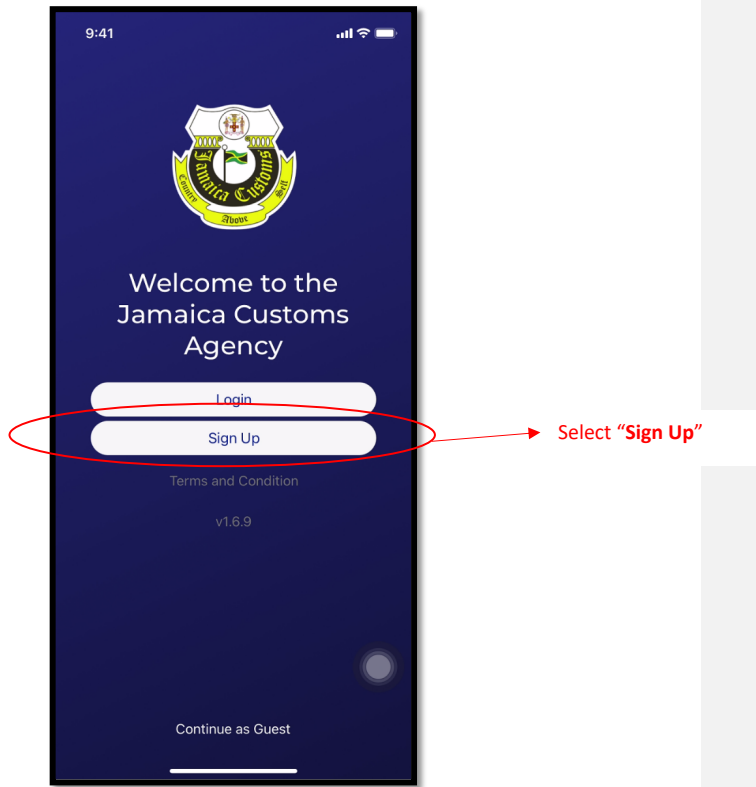 9:41
Jamaica Customs
Country Above Self
Welcome to the
Jamaica Customs
Agency
Login
Sign Up
Select “Sign Up”
Terms and Condition
v1.6.9
Continue as Guest